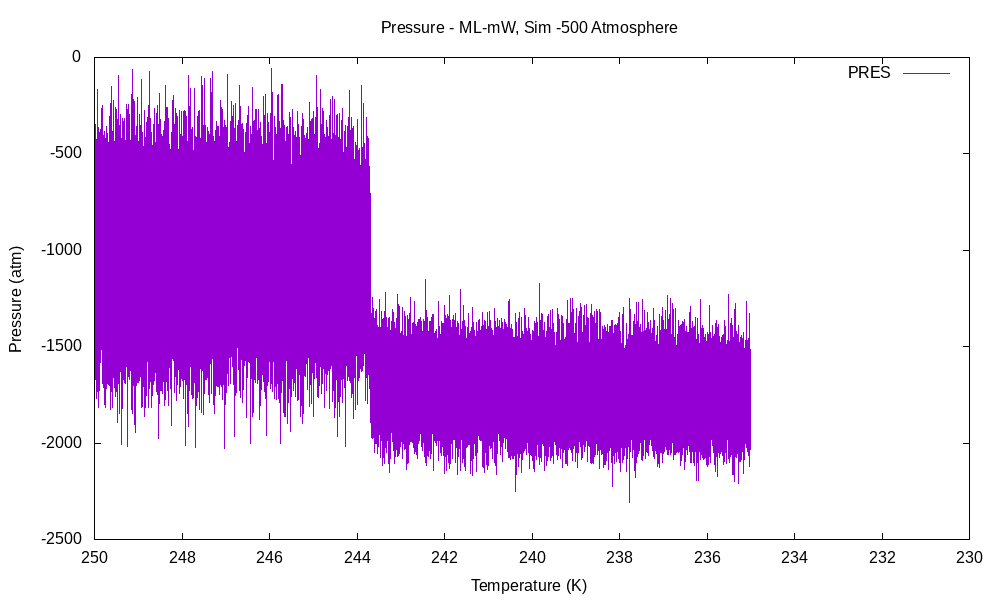 Pressure - ML-mW, Sim -500 Atmosphere
PRES
0
-500
-1000
-1500
-2000
-2500
Pressure (atm)
250 248 246 244 242 240 238 236 234 232 230
Temperature (K)